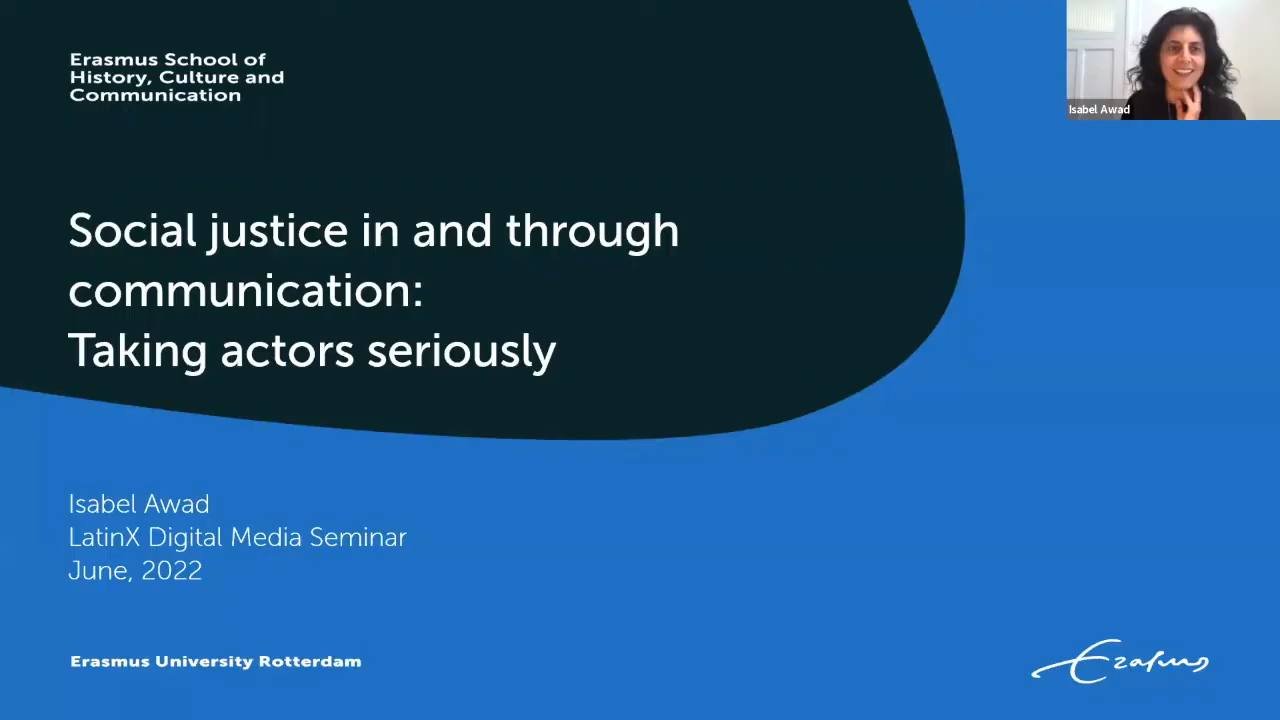 Erasmus School of
History, Culture and
Communication
Isabel Awad
Social justice in and through
communication:
Taking actors seriously
Isabel Awad
LatinX Digital Media Seminar
June, 2022
Erasmus University Rotterdam
Erasmus